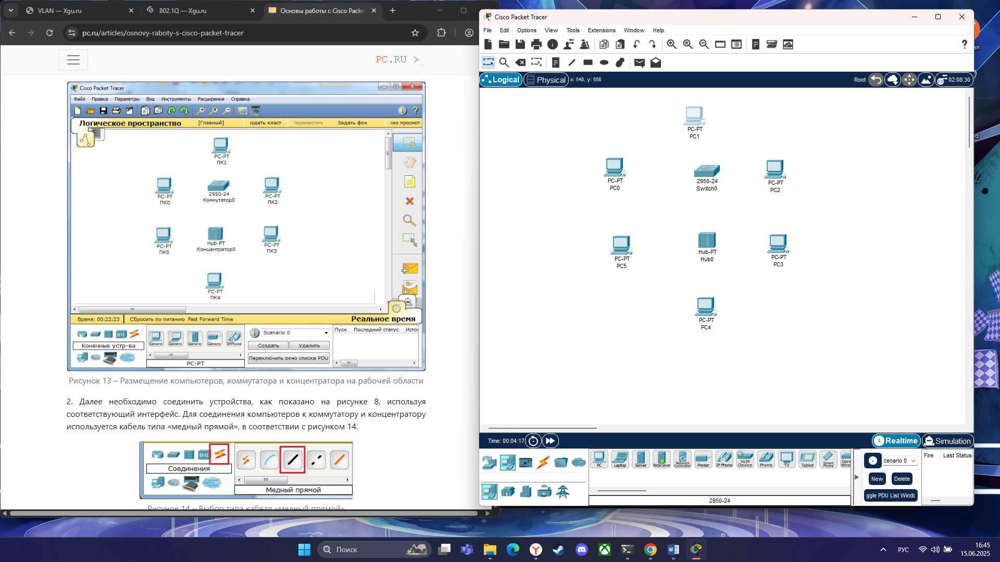 VLAN — Xgu.ru
802.1Q — Xgu.ru
Основы работы с Cisco Packe
pc.ru/articles/osnovy-raboty-s-cisco-packet-tracer
PC.RU >_
Cisco Packet Tracer
Файл Правка Параметры Вид Инструменты Расширения Справка
Логическое пространство [Главный] здать класт Переместить Задать фон кно просмот
PC-PT
ПК1
PC-PT
ПК0
2950-24
Коммутатор0
PC-PT
ПК2
PC-PT
ПК5
Hub-PT
Концентратор0
PC-PT
ПК3
PC-PT
ПК4
Время: 00:22:23 Сбросить по питанию Fast Forward Time
Реальное время
Конечные устр-ва
Generic Generic Generic Generic IPPhone
PC-PT
Scenario 0
Создать Удалить
Переключить окно списка PDU
Пуск Последний статус Источ
Рисунок 13 – Размещение компьютеров, коммутатора и концентратора на рабочей области
2. Далее необходимо соединить устройства, как показано на рисунке 8, используя
соответствующий интерфейс. Для соединения компьютеров к коммутатору и концентратору
используется кабель типа «медный прямой», в соответствии с рисунком 14.
Соединения
Медный прямой
Рисунок 14 – Выбор типа кабеля «медный прямой»
Cisco Packet Tracer
File Edit Options View Tools Extensions Window Help
Logical Physical x: 548, y: 558
Root 02:08:30
PC-PT
PC1
PC-PT
PC0
2950-24
Switch0
PC-PT
PC2
PC-PT
PC5
Hub-PT
Hub0
PC-PT
PC3
PC-PT
PC4
Time: 00:04:17
Realtime Simulation
PC Laptop Server Meraki Server Network Controller Printer IP Phone VoIP Device Phone TV Tablet Smart Phone Gene Wire
2950-24
cenario 0
New Delete
ggle PDU List Windo
Fire Last Status
Поиск
РУС
16:45
15.06.2025